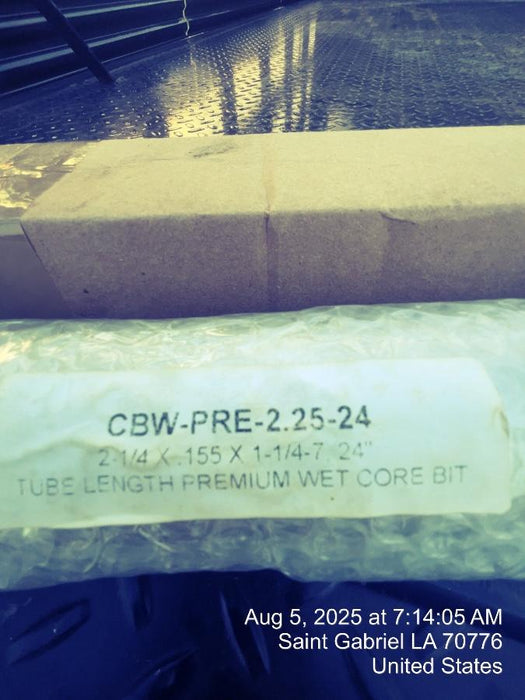 CBW-PRE-2.25-24
2-1/4 X .155 X 1-1/4-7, 24"
TUBE LENGTH PREMIUM WET CORE BIT
Aug 5, 2025 at 7:14:05 AM
Saint Gabriel LA 70776
United States